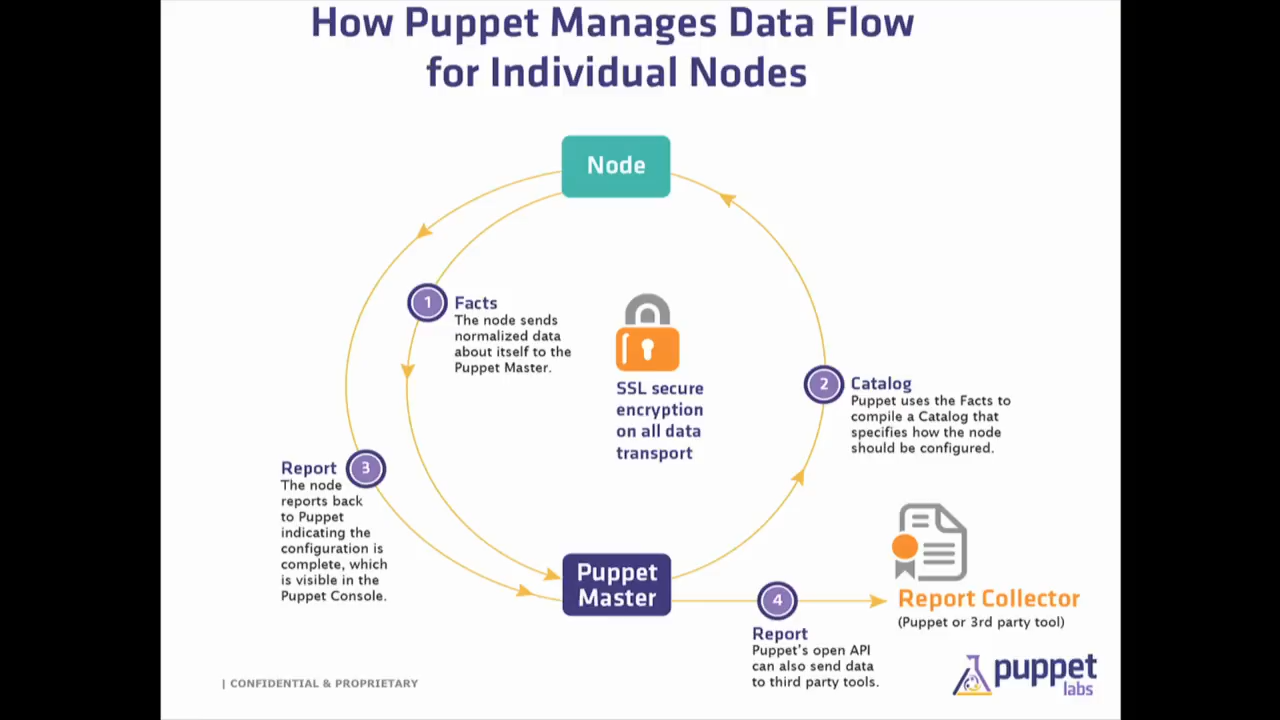 How Puppet Manages Data Flow
for Individual Nodes
Node
1
Facts
The node sends
normalized data
about itself to the
Puppet Master.
SSL secure
encryption
on all data
transport
2
Catalog
Puppet uses the Facts to
compile a Catalog that
specifies how the node
should be configured.
Report
3
The node
reports back
to Puppet
indicating the
configuration is
complete, which
is visible in the
Puppet Console.
Puppet
Master
4
Report
Puppet's open API
can also send data
to third party tools.
Report Collector
(Puppet or 3rd party tool)
| CONFIDENTIAL & PROPRIETARY
puppet
labs